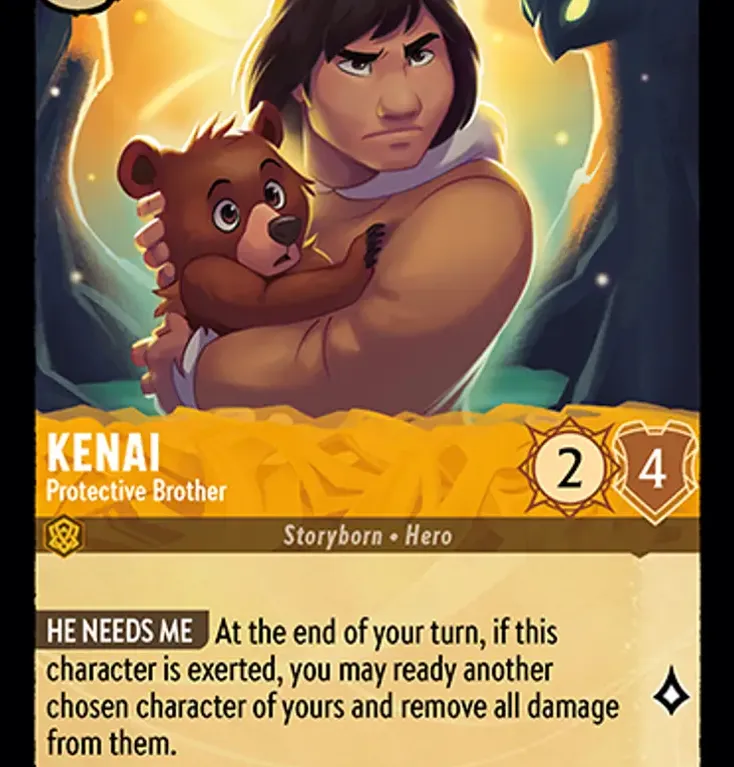 KENAI
Protective Brother
2
4
Storyborn • Hero
HE NEEDS ME At the end of your turn, if this
character is exerted, you may ready another
chosen character of yours and remove all damage
from them.